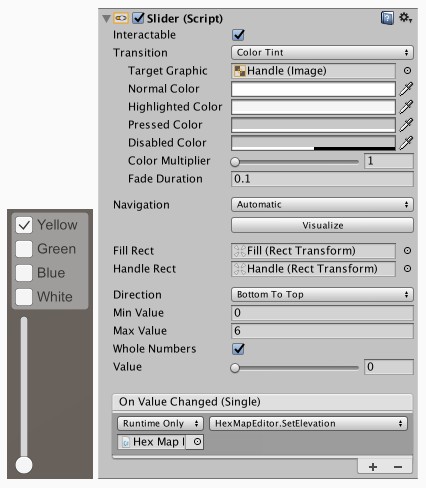 Yellow
Green
Blue
White
Slider (Script)
Interactable
Transition Color Tint
Target Graphic Handle (Image)
Normal Color
Highlighted Color
Pressed Color
Disabled Color
Color Multiplier 1
Fade Duration 0.1
Navigation Automatic
Visualize
Fill Rect Fill (Rect Transform)
Handle Rect Handle (Rect Transform)
Direction Bottom To Top
Min Value 0
Max Value 6
Whole Numbers
Value 0
On Value Changed (Single)
Runtime Only HexMapEditor.SetElevation
Hex Map